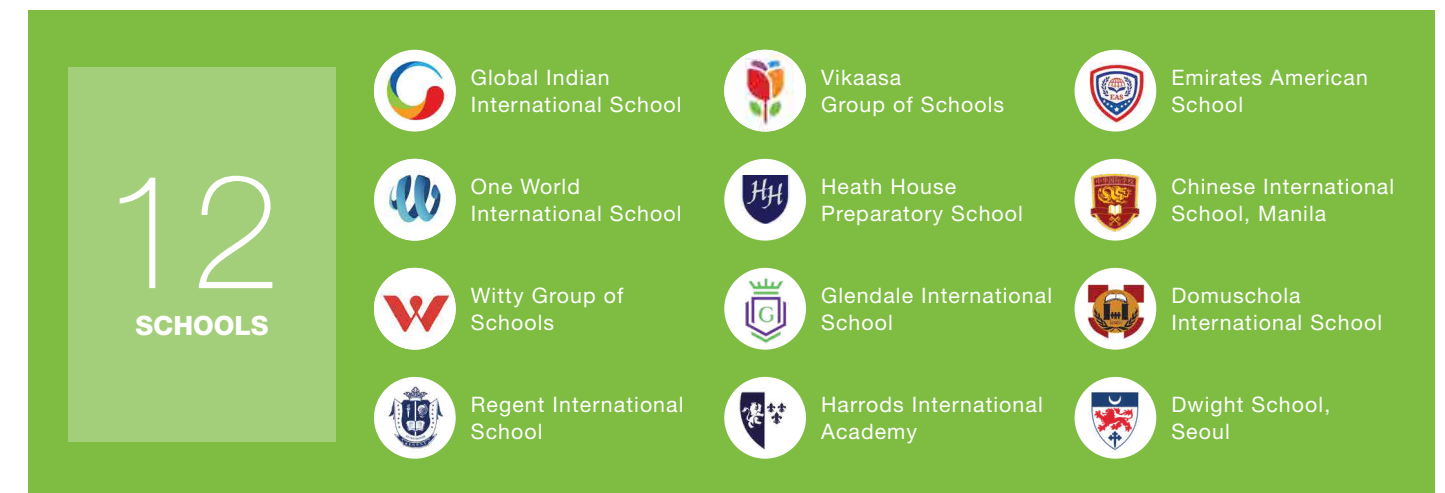 12
SCHOOLS
Global Indian
International School
One World
International School
Witty Group of
Schools
Regent International
School
Vikaasa
Group of Schools
HH
Heath House
Preparatory School
G
Glendale International
School
Harrods International
Academy
EAS
Emirates American
School
Chinese International
School, Manila
Domuschola
International School
Dwight School,
Seoul